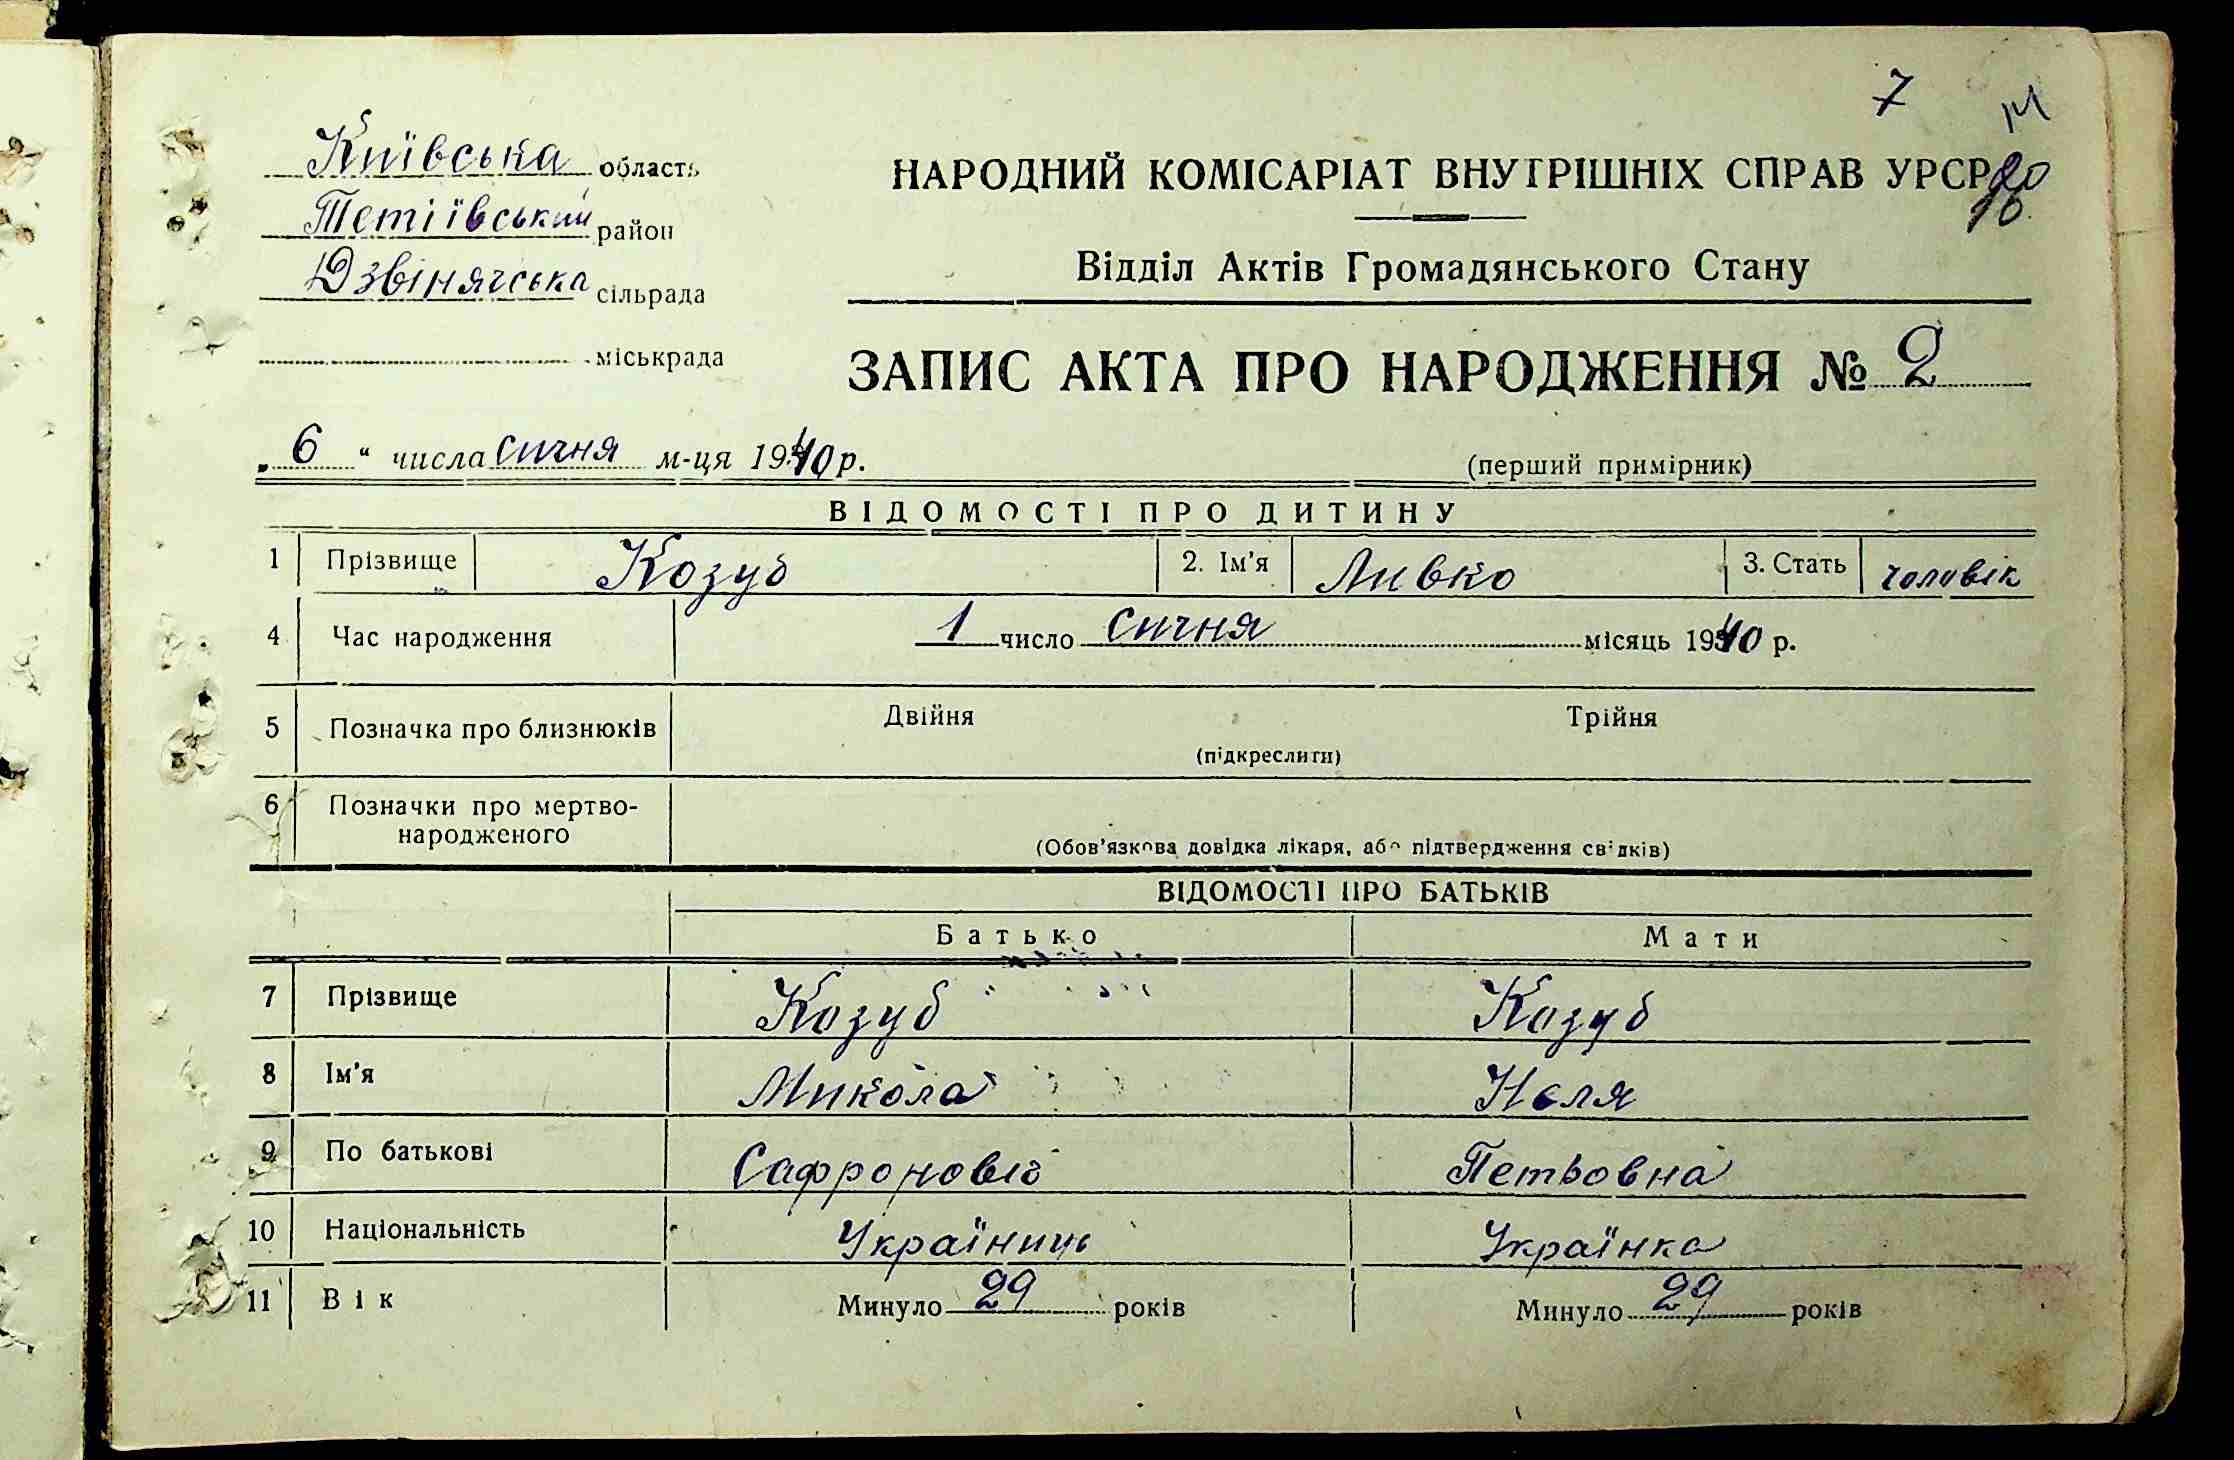 7
14
Київська область
НАРОДНИЙ КОМІСАРІАТ ВНУТРІШНІХ СПРАВ УРСР
Тетіївський район
Відділ Актів Громадянського Стану
Дзвінячська сільрада
міськрада
ЗАПИС АКТА ПРО НАРОДЖЕННЯ № 2
„6“ числа січня м-ця 1940 р.
(перший примірник)
ВІДОМОСТІ ПРО ДИТИНУ
1 Прізвище Козуб 2. Ім'я Ливко 3. Стать чоловік
4 Час народження 1 число Січня місяць 1940 р.
5 Позначка про близнюків Двійня Трійня
(підкреслити)
6 Позначки про мертво-
народженого
(Обов'язкова довідка лікаря, або підтвердження свідків)
ВІДОМОСТІ ПРО БАТЬКІВ
Батько Мати
7 Прізвище Козуб Козуб
8 Ім'я Микола Неля
9 По батькові Сафронович Петровна
10 Національність Українець Українка
11 Вік Минуло 29 років Минуло 29 років